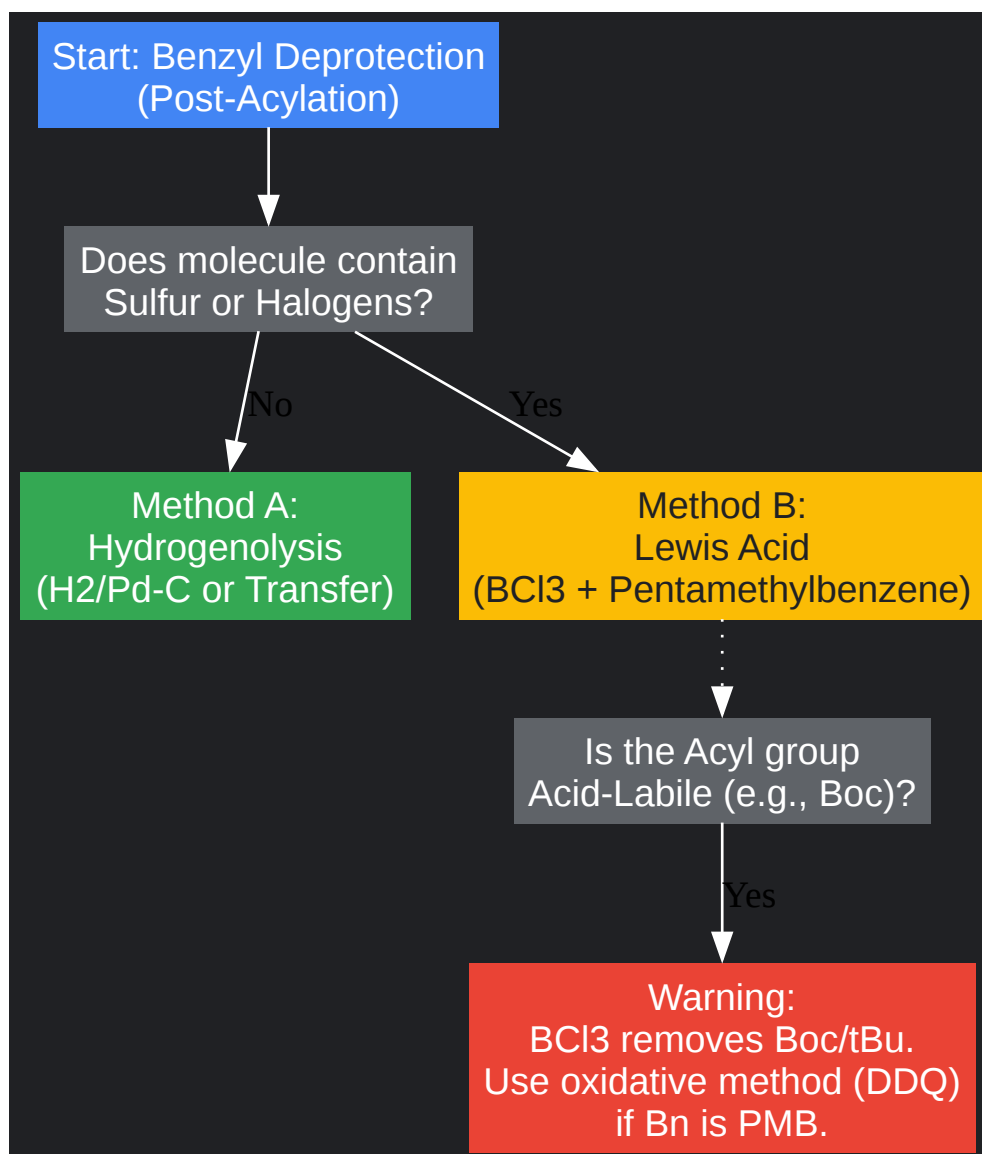 Start: Benzyl Deprotection
(Post-Acylation)
Does molecule contain
Sulfur or Halogens?
No
Yes
Method A:
Hydrogenolysis
(H2/Pd-C or Transfer)
Method B:
Lewis Acid
(BCl3 + Pentamethylbenzene)
Is the Acyl group
Acid-Labile (e.g., Boc)?
Yes
Warning:
BCl3 removes Boc/tBu.
Use oxidative method (DDQ)
if Bn is PMB.